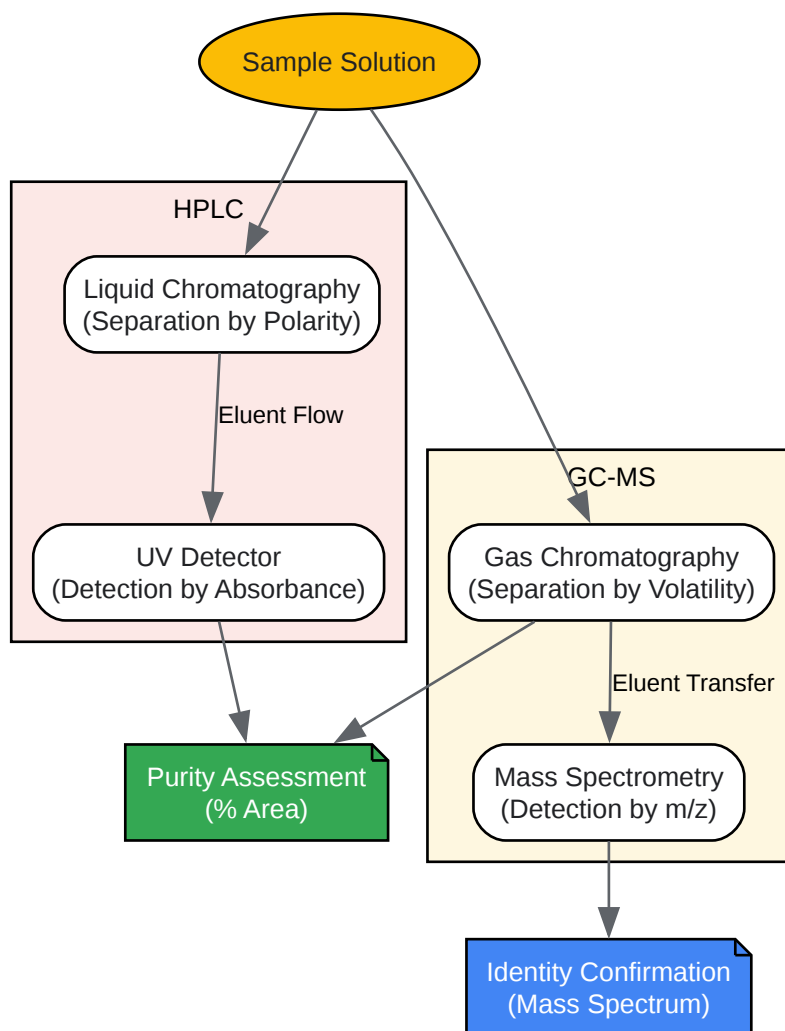 Sample Solution
HPLC
Liquid Chromatography
(Separation by Polarity)
Eluent Flow
UV Detector
(Detection by Absorbance)
GC-MS
Gas Chromatography
(Separation by Volatility)
Eluent Transfer
Purity Assessment
(% Area)
Mass Spectrometry
(Detection by m/z)
Identity Confirmation
(Mass Spectrum)